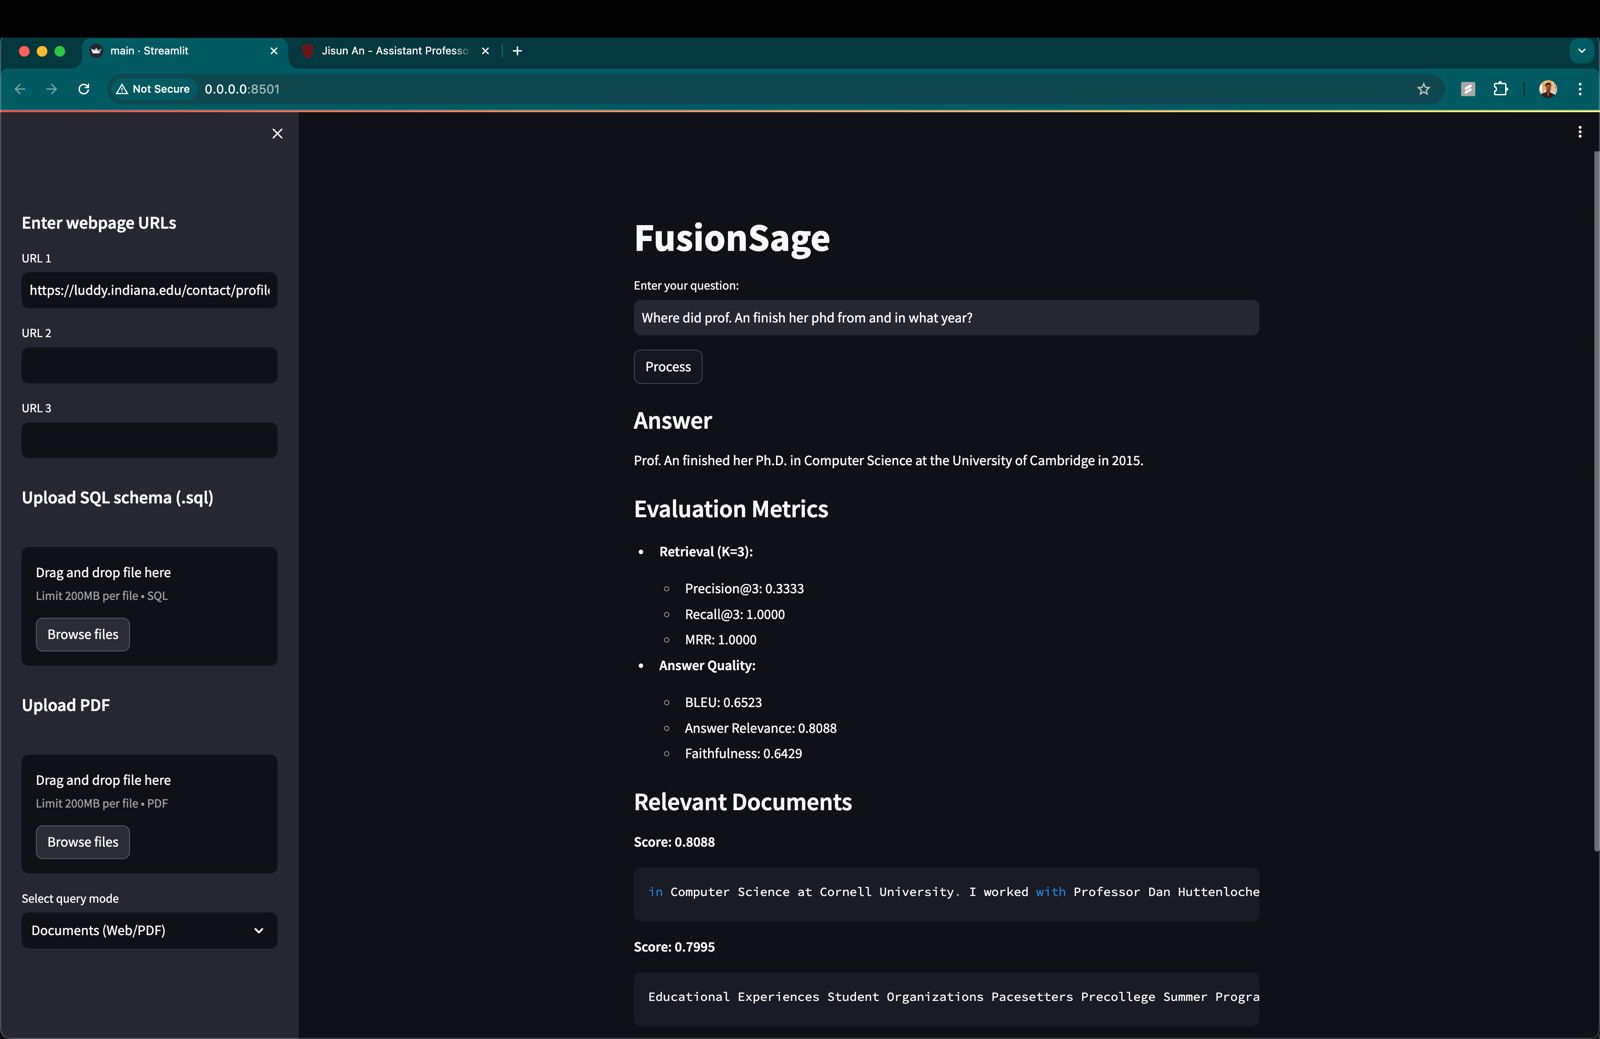 main · Streamlit
Jisun An - Assistant Professo
Not Secure
0.0.0.0:8501
Enter webpage URLs
URL 1
https://luddy.indiana.edu/contact/profile
URL 2
URL 3
Upload SQL schema (.sql)
Drag and drop file here
Limit 200MB per file • SQL
Browse files
Upload PDF
Drag and drop file here
Limit 200MB per file • PDF
Browse files
Select query mode
Documents (Web/PDF)
FusionSage
Enter your question:
Where did prof. An finish her phd from and in what year?
Process
Answer
Prof. An finished her Ph.D. in Computer Science at the University of Cambridge in 2015.
Evaluation Metrics
• Retrieval (K=3):
◦ Precision@3: 0.3333
◦ Recall@3: 1.0000
◦ MRR: 1.0000
• Answer Quality:
◦ BLEU: 0.6523
◦ Answer Relevance: 0.8088
◦ Faithfulness: 0.6429
Relevant Documents
Score: 0.8088
in Computer Science at Cornell University. I worked with Professor Dan Huttenloche
Score: 0.7995
Educational Experiences Student Organizations Pacesetters Precollege Summer Progra